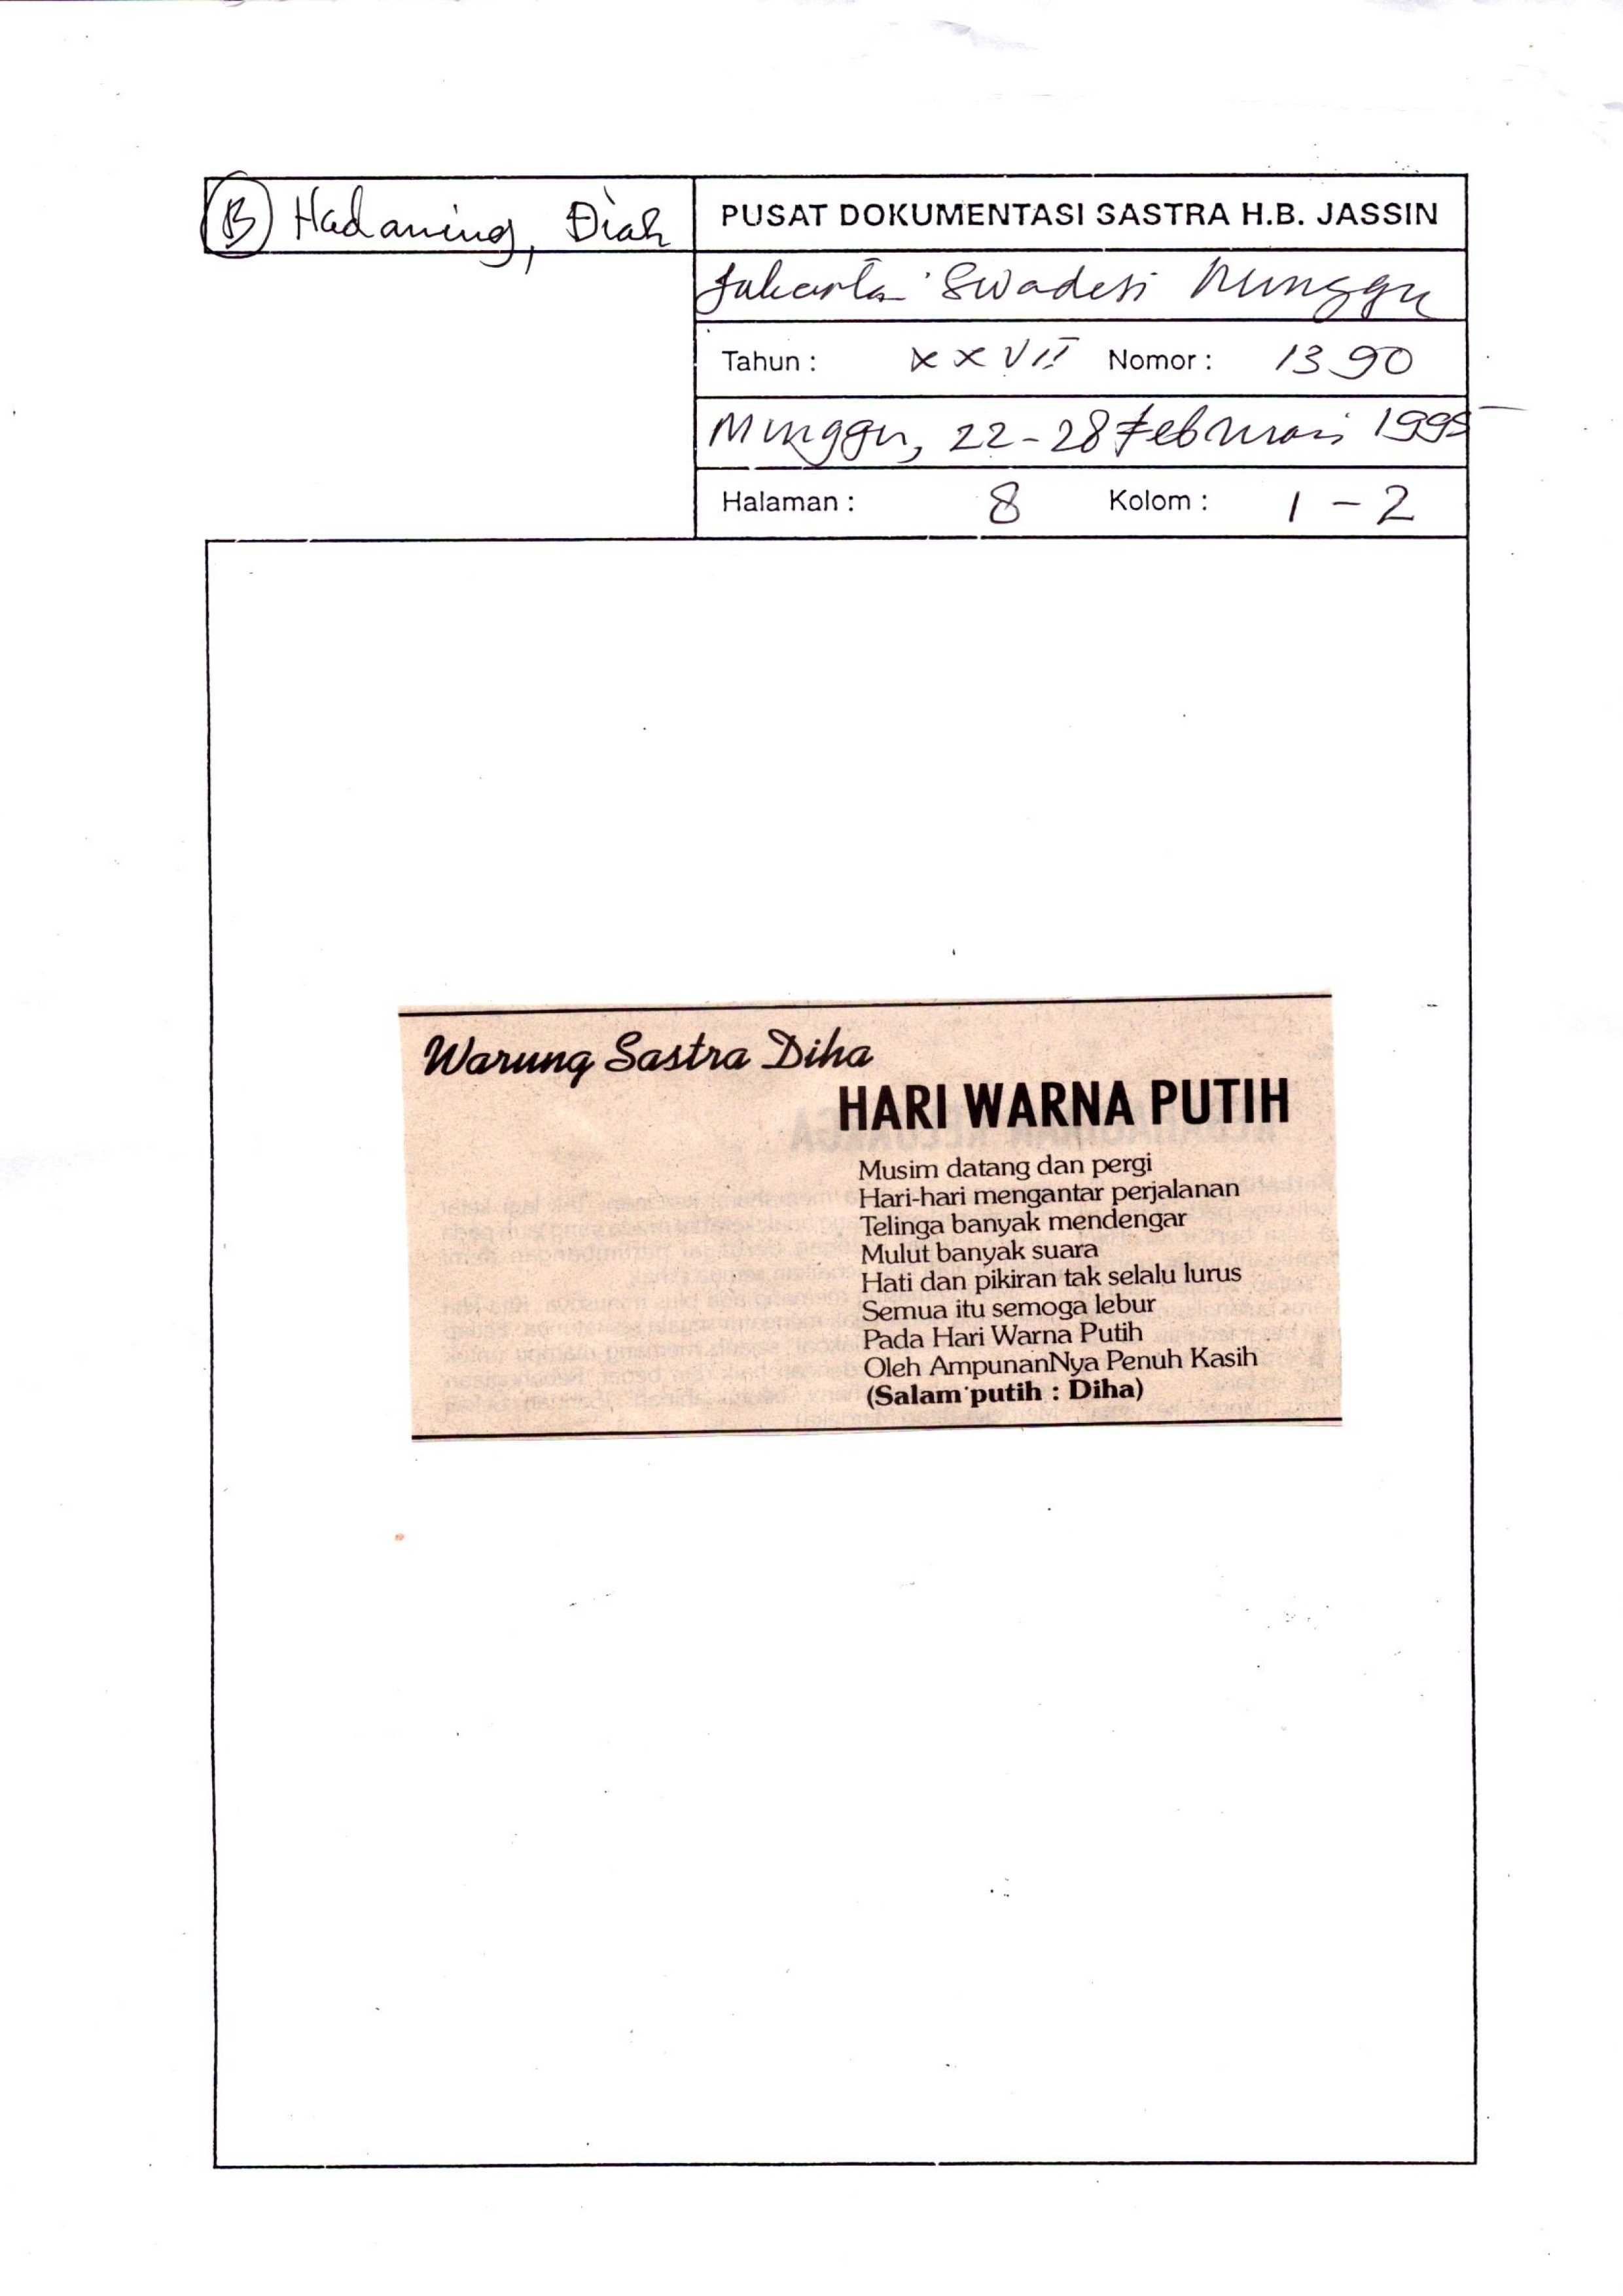 B Hadaning, Diah
PUSAT DOKUMENTASI SASTRA H.B. JASSIN
Jakarta Swadesi Minggu
Tahun : XXVII Nomor : 1390
Minggu, 22-28 Februari 1995
Halaman : 8 Kolom : 1 - 2
Warung Sastra Diha
HARI WARNA PUTIH
Musim datang dan pergi
Hari-hari mengantar perjalanan
Telinga banyak mendengar
Mulut banyak suara
Hati dan pikiran tak selalu lurus
Semua itu semoga lebur
Pada Hari Warna Putih
Oleh AmpunanNya Penuh Kasih
(Salam putih : Diha)